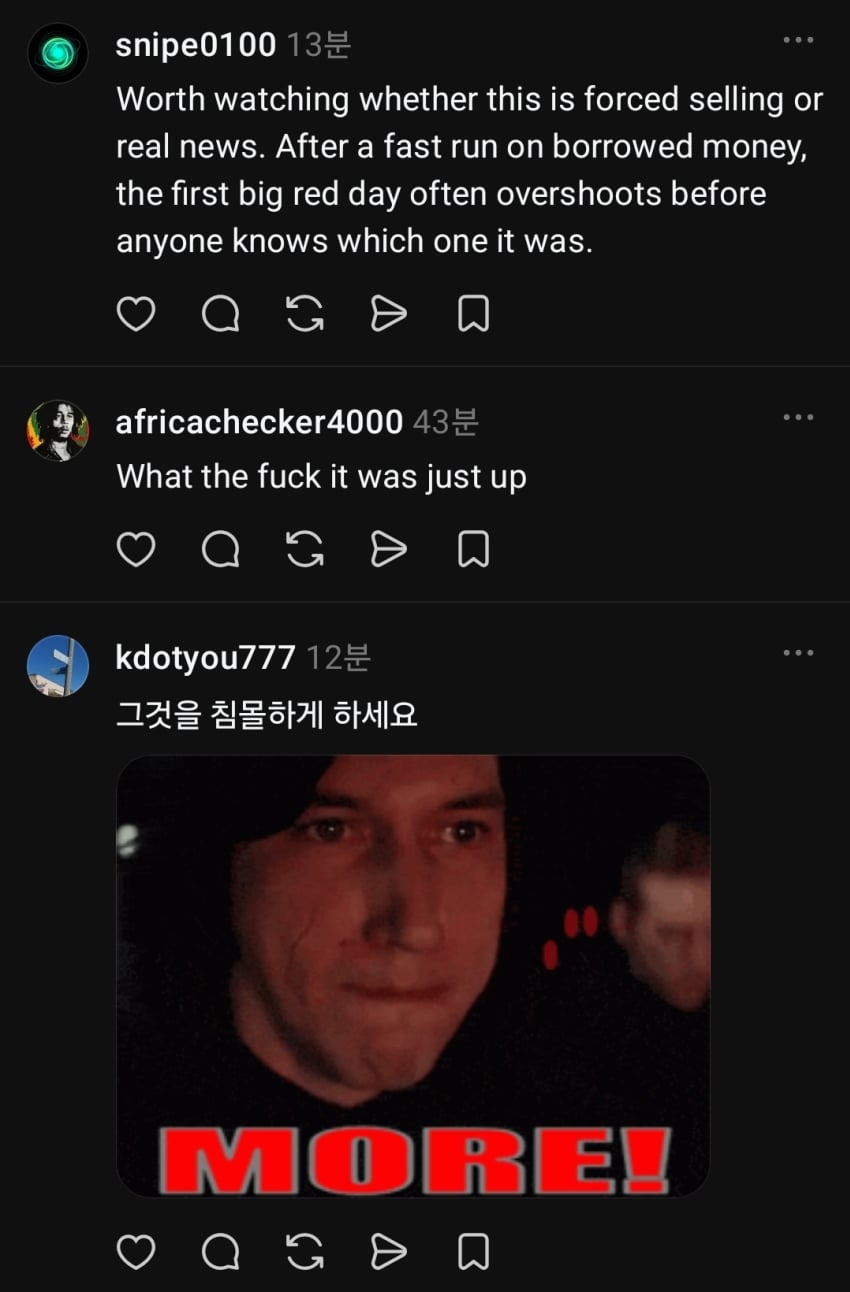 snipe0100 13분
Worth watching whether this is forced selling or
real news. After a fast run on borrowed money,
the first big red day often overshoots before
anyone knows which one it was.
africachecker4000 43분
What the fuck it was just up
kdotyou777 12분
그것을 침몰하게 하세요
MORE!